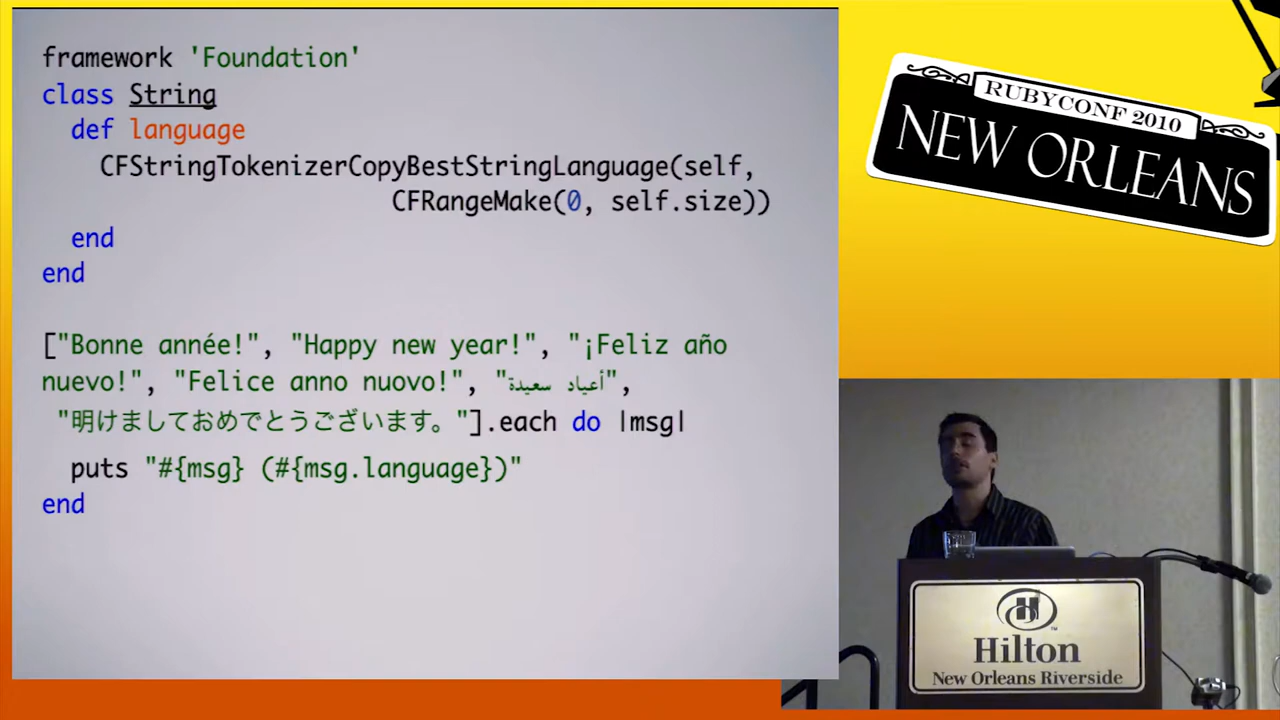 framework 'Foundation'
class String
def language
CFStringTokenizerCopyBestStringLanguage(self,
CFRangeMake(0, self.size))
end
end
["Bonne année!", "Happy new year!", "¡Feliz año
nuevo!", "Felice anno nuovo!", "أعياد سعيدة",
"明けましておめでとうございます。"].each do |msg|
puts "#{msg} (#{msg.language})"
end
RUBYCONF 2010
NEW ORLEANS
H
Hilton
New Orleans Riverside